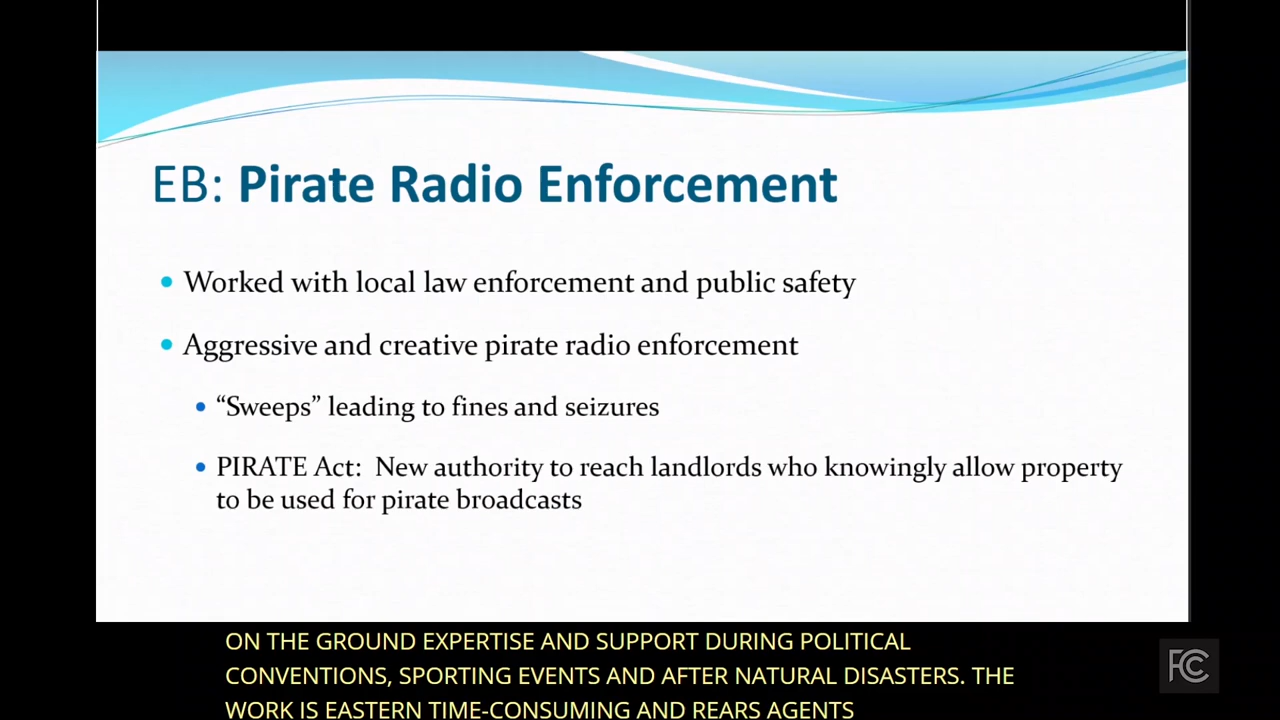 EB: Pirate Radio Enforcement
• Worked with local law enforcement and public safety
• Aggressive and creative pirate radio enforcement
• “Sweeps” leading to fines and seizures
• PIRATE Act:  New authority to reach landlords who knowingly allow property
to be used for pirate broadcasts
ON THE GROUND EXPERTISE AND SUPPORT DURING POLITICAL
CONVENTIONS, SPORTING EVENTS AND AFTER NATURAL DISASTERS. THE
WORK IS EASTERN TIME-CONSUMING AND REARS AGENTS
FCC